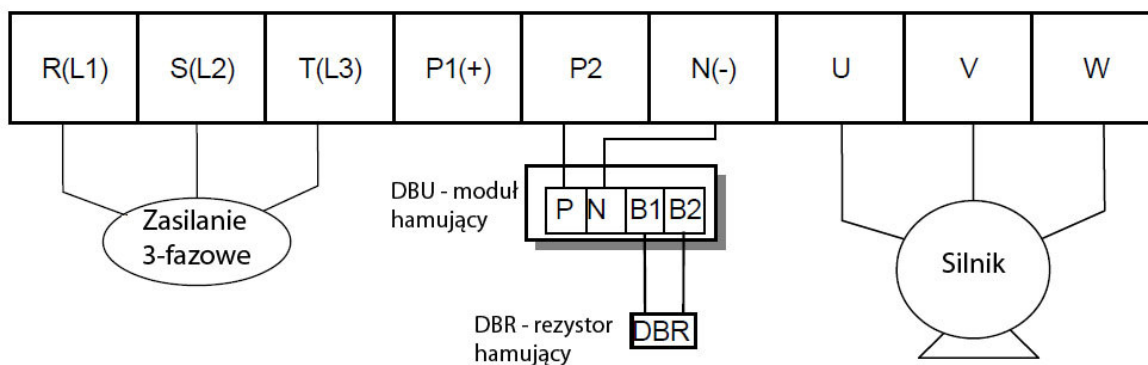 R(L1) S(L2) T(L3) P1(+) P2 N(-) U V W
DBU - moduł
hamujący
P N B1 B2
Zasilanie
3-fazowe
Silnik
DBR - rezystor
hamujący
DBR